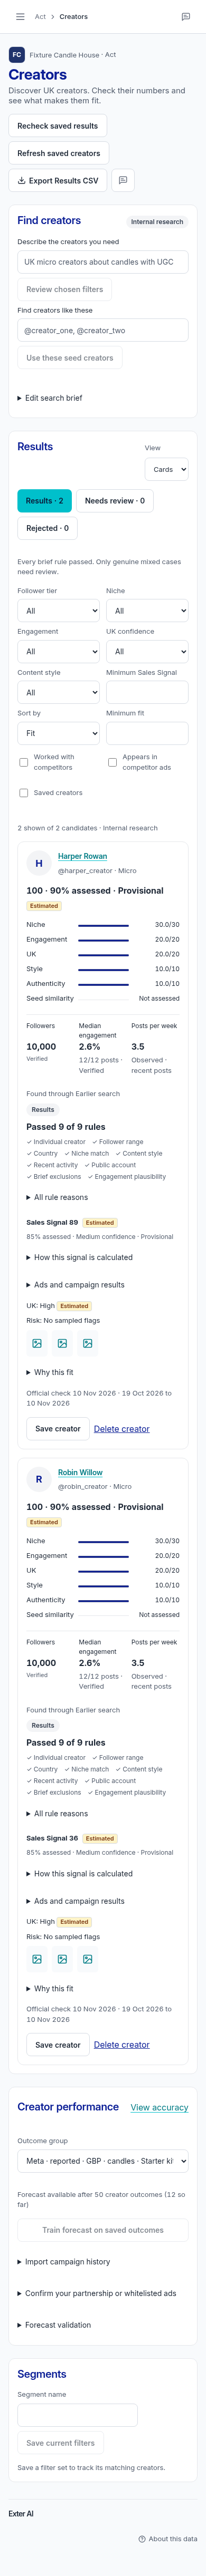 Act > Creators
FC Fixture Candle House · Act
Creators
Discover UK creators. Check their numbers and
see what makes them fit.
Recheck saved results
Refresh saved creators
Export Results CSV
Find creators
Internal research
Describe the creators you need
UK micro creators about candles with UGC
Review chosen filters
Find creators like these
@creator_one, @creator_two
Use these seed creators
Edit search brief
Results
View
Cards
Results · 2
Needs review · 0
Rejected · 0
Every brief rule passed. Only genuine mixed cases
need review.
Follower tier
Niche
All
All
Engagement
UK confidence
All
All
Content style
Minimum Sales Signal
All
Sort by
Minimum fit
Fit
Worked with
competitors
Appears in
competitor ads
Saved creators
2 shown of 2 candidates · Internal research
H
Harper Rowan
@harper_creator · Micro
100 · 90% assessed · Provisional
Estimated
Niche 30.0/30
Engagement 20.0/20
UK 20.0/20
Style 10.0/10
Authenticity 10.0/10
Seed similarity Not assessed
Followers
10,000
Verified
Median
engagement
2.6%
12/12 posts ·
Verified
Posts per week
3.5
Observed ·
recent posts
Found through Earlier search
Results
Passed 9 of 9 rules
✓ Individual creator ✓ Follower range
✓ Country ✓ Niche match ✓ Content style
✓ Recent activity ✓ Public account
✓ Brief exclusions ✓ Engagement plausibility
All rule reasons
Sales Signal 89 Estimated
85% assessed · Medium confidence · Provisional
How this signal is calculated
Ads and campaign results
UK: High Estimated
Risk: No sampled flags
Why this fit
Official check 10 Nov 2026 · 19 Oct 2026 to
10 Nov 2026
Save creator
Delete creator
R
Robin Willow
@robin_creator · Micro
100 · 90% assessed · Provisional
Estimated
Niche 30.0/30
Engagement 20.0/20
UK 20.0/20
Style 10.0/10
Authenticity 10.0/10
Seed similarity Not assessed
Followers
10,000
Verified
Median
engagement
2.6%
12/12 posts ·
Verified
Posts per week
3.5
Observed ·
recent posts
Found through Earlier search
Results
Passed 9 of 9 rules
✓ Individual creator ✓ Follower range
✓ Country ✓ Niche match ✓ Content style
✓ Recent activity ✓ Public account
✓ Brief exclusions ✓ Engagement plausibility
All rule reasons
Sales Signal 36 Estimated
85% assessed · Medium confidence · Provisional
How this signal is calculated
Ads and campaign results
UK: High Estimated
Risk: No sampled flags
Why this fit
Official check 10 Nov 2026 · 19 Oct 2026 to
10 Nov 2026
Save creator
Delete creator
Creator performance
View accuracy
Outcome group
Meta · reported · GBP · candles · Starter ki
Forecast available after 50 creator outcomes (12 so
far)
Train forecast on saved outcomes
Import campaign history
Confirm your partnership or whitelisted ads
Forecast validation
Segments
Segment name
Save current filters
Save a filter set to track its matching creators.
Exter AI
About this data